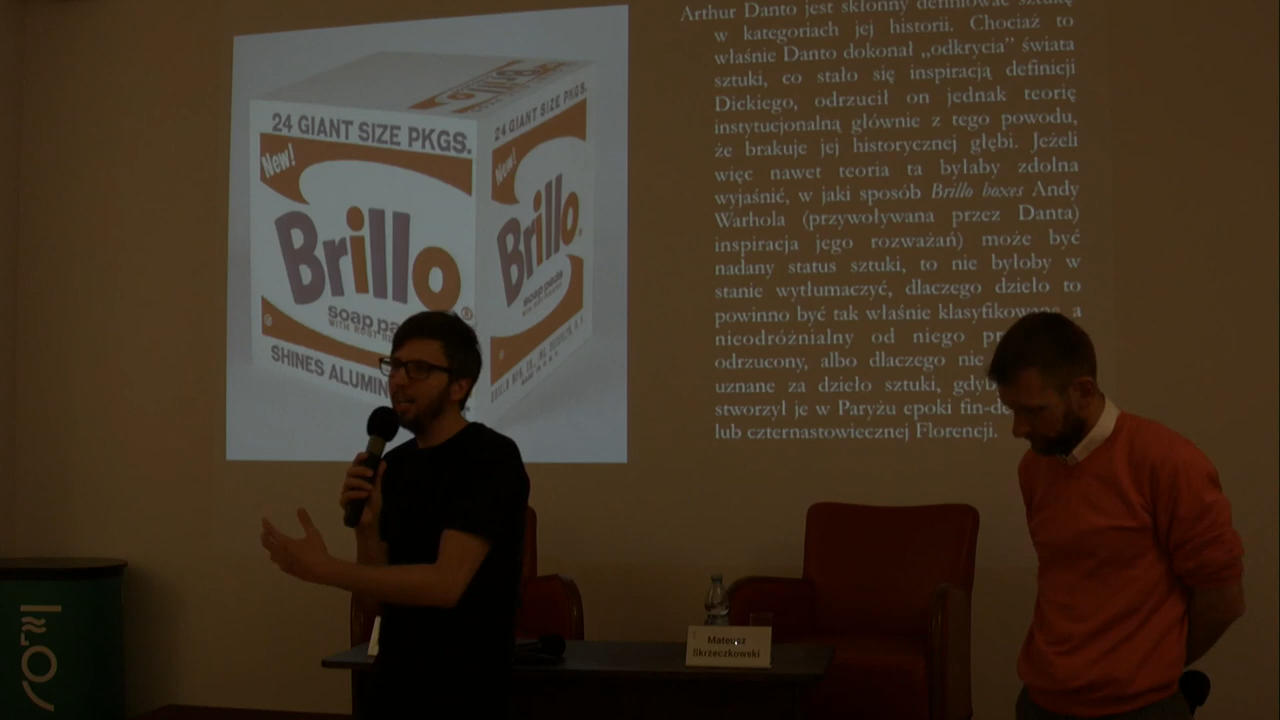 24 GIANT SIZE PKGS.
New!
Brillo
soap pa
SHINES ALUMIN
24 GIANT SIZE PKGS.
New!
Brillo
soap pads
Arthur Danto jest skłonny definiować sztukę
w kategoriach jej historii. Chociaż to
właśnie Danto dokonał „odkrycia” świata
sztuki, co stało się inspiracją definicji
Dickiego, odrzucił on jednak teorię
instytucjonalną głównie z tego powodu,
że brakuje jej historycznej głębi. Jeżeli
więc nawet teoria ta byłaby zdolna
wyjaśnić, w jaki sposób Brillo boxes Andy
Warhola (przywoływana przez Danta)
inspiracja jego rozważań) może być
nadany status sztuki, to nie byłoby w
stanie wytłumaczyć, dlaczego dzieło to
powinno być tak właśnie klasyfikowane a
nieodróżnialny od niego pr
odrzucony, albo dlaczego nie
uznane za dzieło sztuki, gdyb
stworzył je w Paryżu epoki fin-de
lub czternastowiecznej Florencji.
Mateusz
Skrzeczkowski